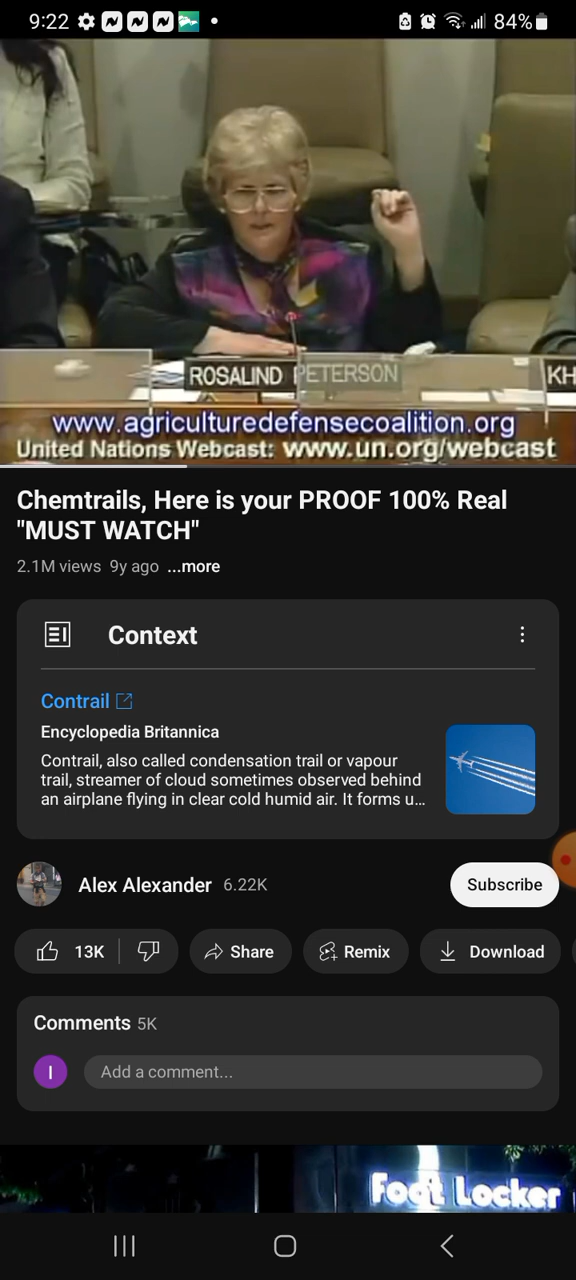 9:22
84%
ROSALIND PETERSON
KH
www.agriculturedefensecoalition.org
United Nations Webcast: www.un.org/webcast
Chemtrails, Here is your PROOF 100% Real
"MUST WATCH"
2.1M views 9y ago ...more
Context
Contrail
Encyclopedia Britannica
Contrail, also called condensation trail or vapour
trail, streamer of cloud sometimes observed behind
an airplane flying in clear cold humid air. It forms u...
Alex Alexander 6.22K
Subscribe
13K
Share
Remix
Download
Comments 5K
I
Add a comment...
Foot Locker